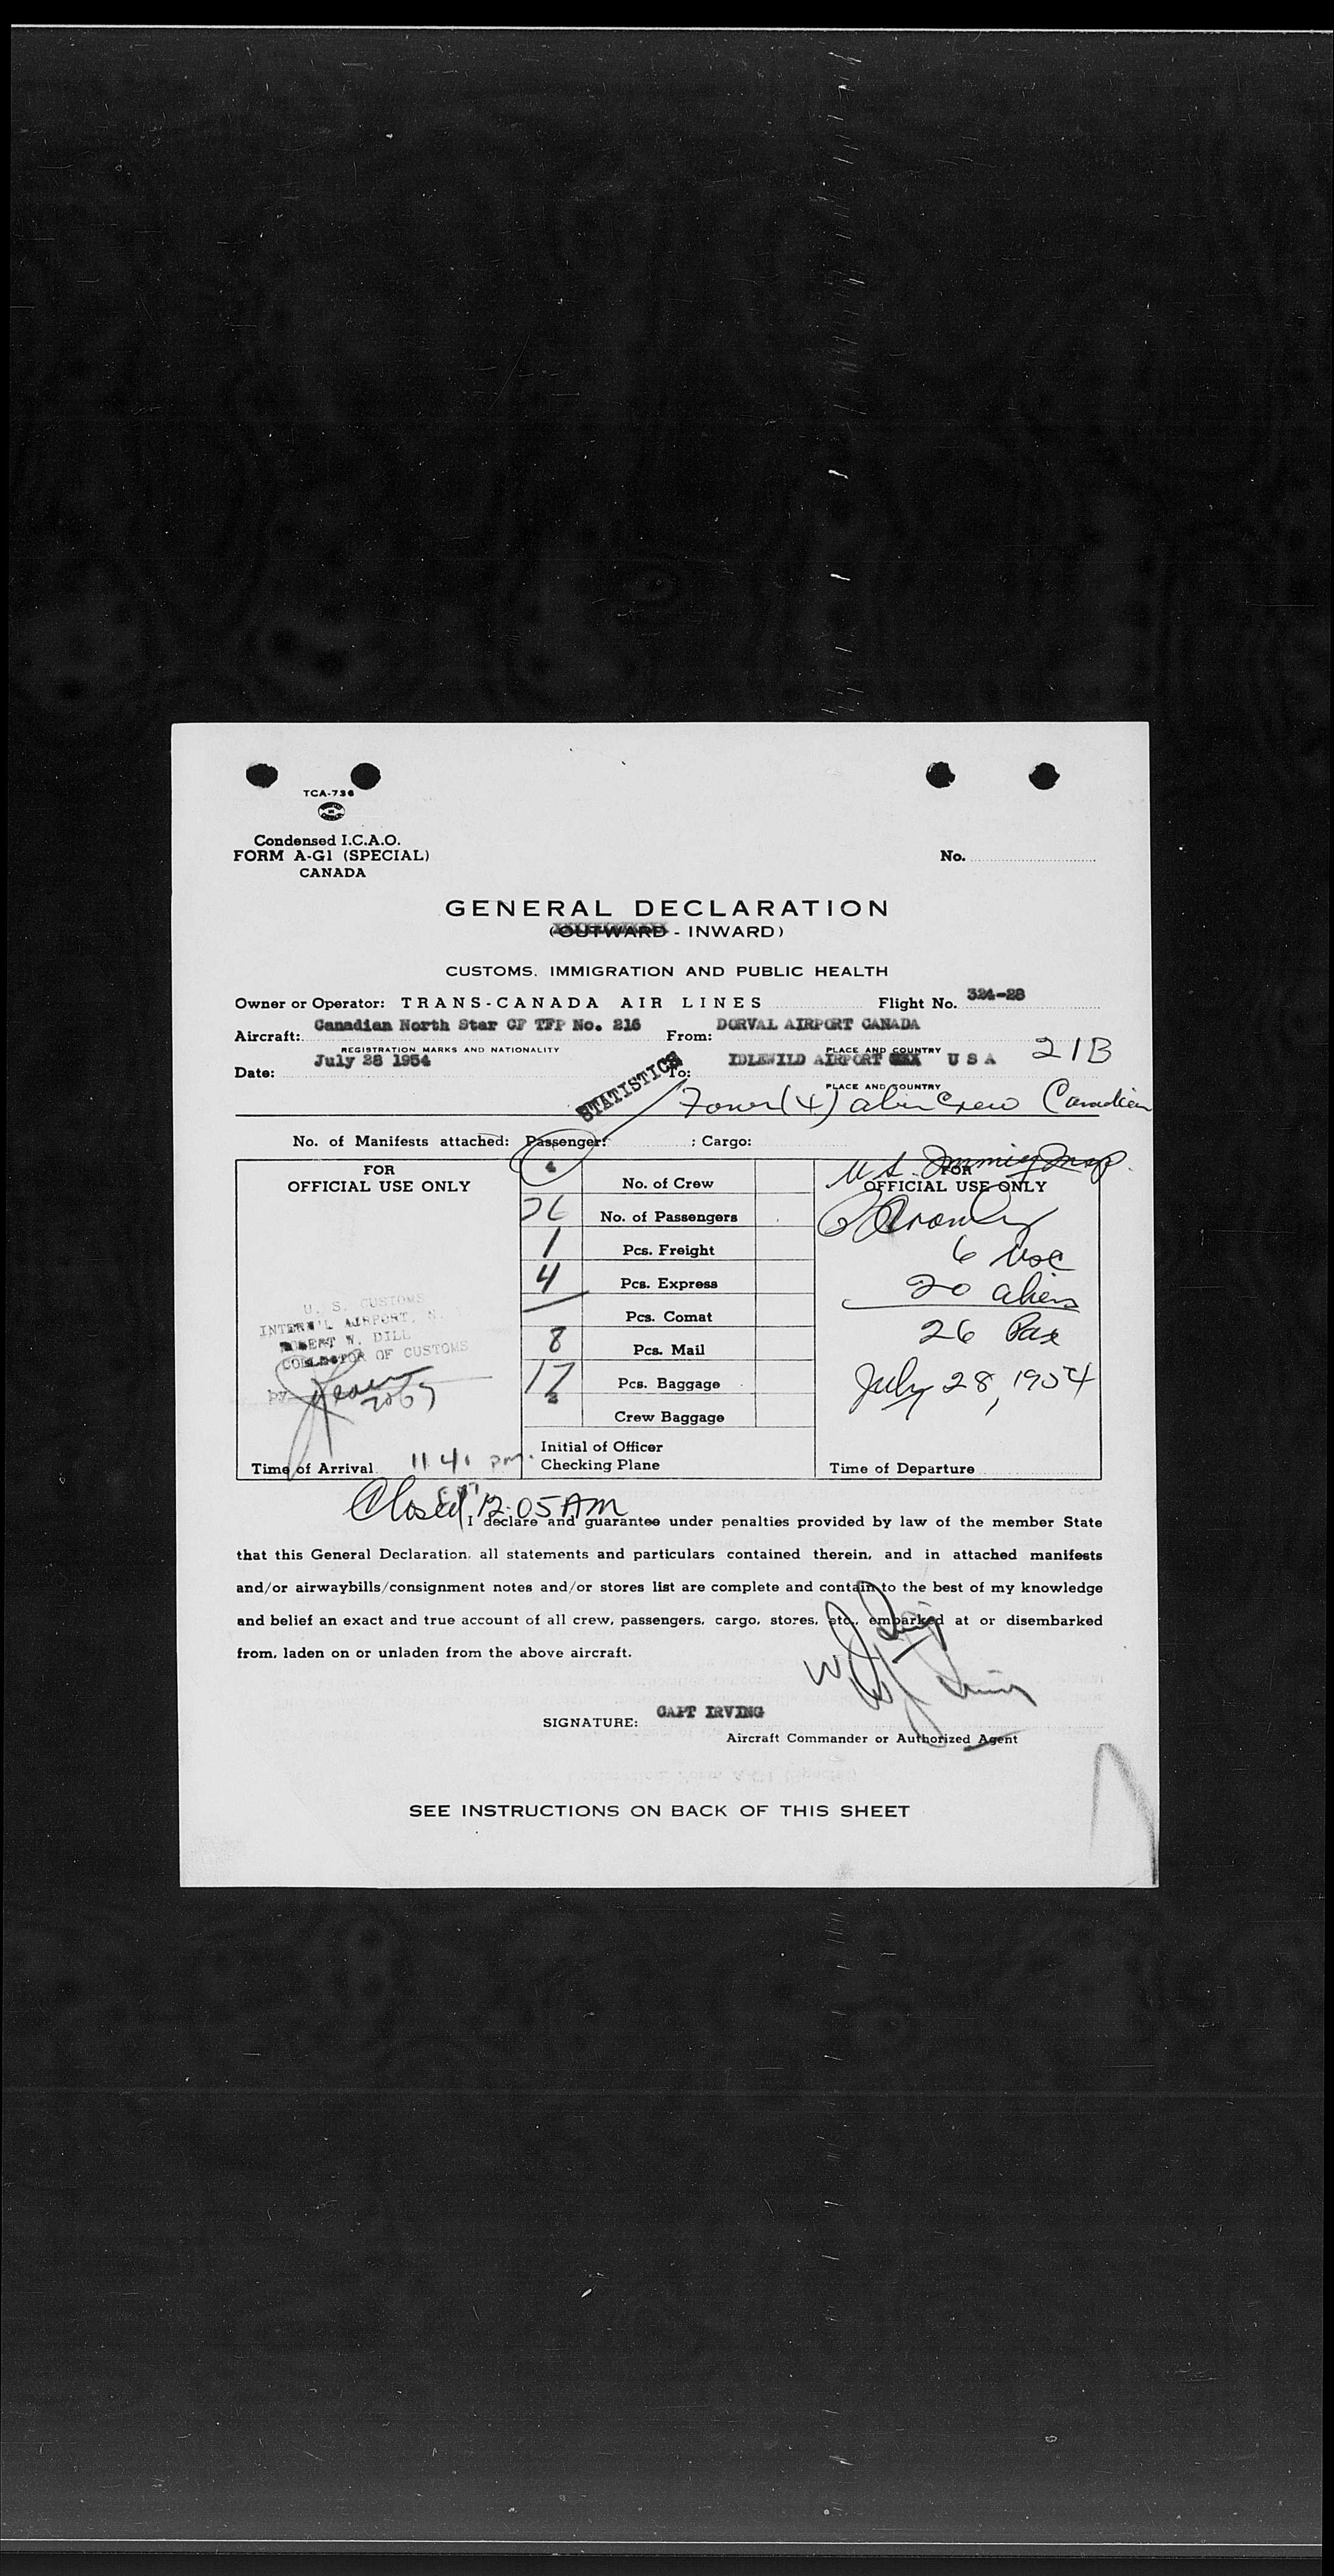 TCA-736
Condensed I.C.A.O.
FORM A-G1 (SPECIAL)
CANADA
No.
GENERAL DECLARATION
(OUTWARD - INWARD)
CUSTOMS, IMMIGRATION AND PUBLIC HEALTH
Owner or Operator: TRANS-CANADA AIR LINES Flight No. 324-28
Aircraft: Canadian North Star CF TFP No. 216 From: DORVAL AIRPORT CANADA
REGISTRATION MARKS AND NATIONALITY PLACE AND COUNTRY
Date: July 28 1954 To: IDLEWILD AIRPORT U S A 21B
PLACE AND COUNTRY
STATISTICS
Four (4) alien crew Canadian
No. of Manifests attached: Passenger: ; Cargo:
FOR
OFFICIAL USE ONLY
4 No. of Crew
26 No. of Passengers
1 Pcs. Freight
4 Pcs. Express
— Pcs. Comat
8 Pcs. Mail
17 Pcs. Baggage
2 Crew Baggage
Initial of Officer
Checking Plane
U. S. CUSTOMS
INTERN'L AIRPORT, N.
ROBERT W. DILL
COLLECTOR OF CUSTOMS
BY
Time of Arrival 11 41 pm.
U.S. Immig Insp.
FOR
OFFICIAL USE ONLY
6 USC
20 aliens
26 Pax
July 28, 1954
Time of Departure
Closed 12:05 AM
I declare and guarantee under penalties provided by law of the member State
that this General Declaration, all statements and particulars contained therein, and in attached manifests
and/or airwaybills/consignment notes and/or stores list are complete and contain to the best of my knowledge
and belief an exact and true account of all crew, passengers, cargo, stores, etc., embarked at or disembarked
from, laden on or unladen from the above aircraft.
SIGNATURE: CAPT IRVING
Aircraft Commander or Authorized Agent
SEE INSTRUCTIONS ON BACK OF THIS SHEET